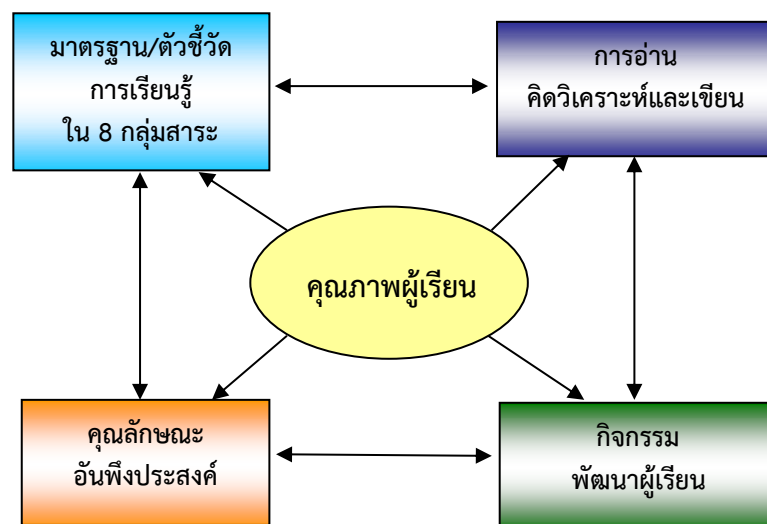 มาตรฐาน/ตัวชี้วัด
การเรียนรู้
ใน 8 กลุ่มสาระ
การอ่าน
คิดวิเคราะห์และเขียน
คุณภาพผู้เรียน
คุณลักษณะ
อันพึงประสงค์
กิจกรรม
พัฒนาผู้เรียน